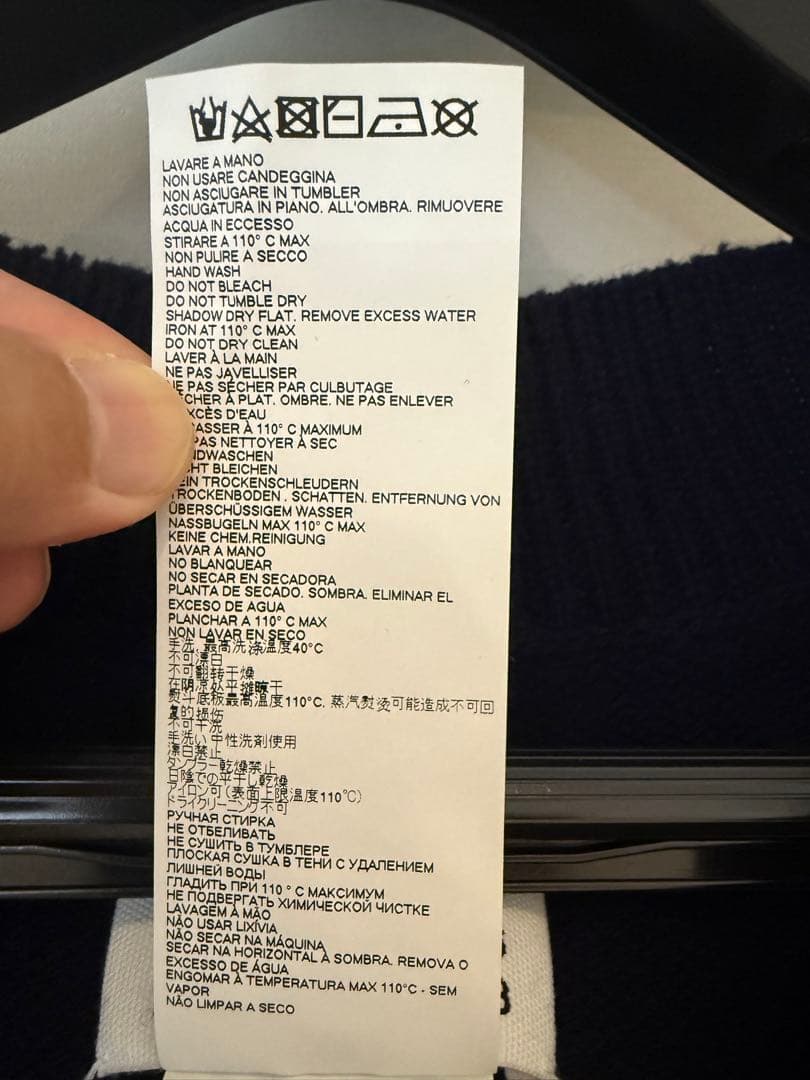 LAVARE A MANO
NON USARE CANDEGGINA
NON ASCIUGARE IN TUMBLER
ASCIUGATURA IN PIANO. ALL'OMBRA. RIMUOVERE
ACQUA IN ECCESSO
STIRARE A 110° C MAX
NON PULIRE A SECCO
HAND WASH
DO NOT BLEACH
DO NOT TUMBLE DRY
SHADOW DRY FLAT. REMOVE EXCESS WATER
IRON AT 110° C MAX
DO NOT DRY CLEAN
LAVER À LA MAIN
NE PAS JAVELLISER
PAS SÉCHER PAR CULBUTAGE
À PLAT. OMBRE. NE PAS ENLEVER
D'EAU
À 110° C MAXIMUM
PAS NETTOYER À SEC
BLEICHEN
TROCKENSCHLEUDERN
TROCKENBODEN . SCHATTEN. ENTFERNUNG VON
ÜBERSCHÜSSIGEM WASSER
NASSBUGELN MAX 110° C MAX
KEINE CHEM.REINIGUNG
LAVAR A MANO
NO BLANQUEAR
NO SECAR EN SECADORA
PLANTA DE SECADO. SOMBRA. ELIMINAR EL
EXCESO DE AGUA
PLANCHAR A 110° C MAX
NON LAVAR EN SECO
手洗, 最高洗涤温度40°C
不可漂白
不可翻转干燥
在阴凉处平摊晾干
熨斗底板最高温度110°C, 蒸汽熨烫可能造成不可回
复的损伤
不可干洗
手洗い 中性洗剤使用
漂白禁止
タンブラー乾燥禁止
日陰での平干し乾燥
アイロン可(表面上限温度110℃)
ドライクリーニング不可
РУЧНАЯ СТИРКА
НЕ ОТБЕЛИВАТЬ
НЕ СУШИТЬ В ТУМБЛЕРЕ
ПЛОСКАЯ СУШКА В ТЕНИ С УДАЛЕНИЕМ
ЛИШНЕЙ ВОДЫ
ГЛАДИТЬ ПРИ 110 ° С МАКСИМУМ
НЕ ПОДВЕРГАТЬ ХИМИЧЕСКОЙ ЧИСТКЕ
LAVAGEM À MÃO
NÃO USAR LIXÍVIA
NÃO SECAR NA MÁQUINA
SECAR NA HORIZONTAL À SOMBRA. REMOVA O
EXCESSO DE ÁGUA
ENGOMAR À TEMPERATURA MAX 110°C - SEM
VAPOR
NÃO LIMPAR A SECO